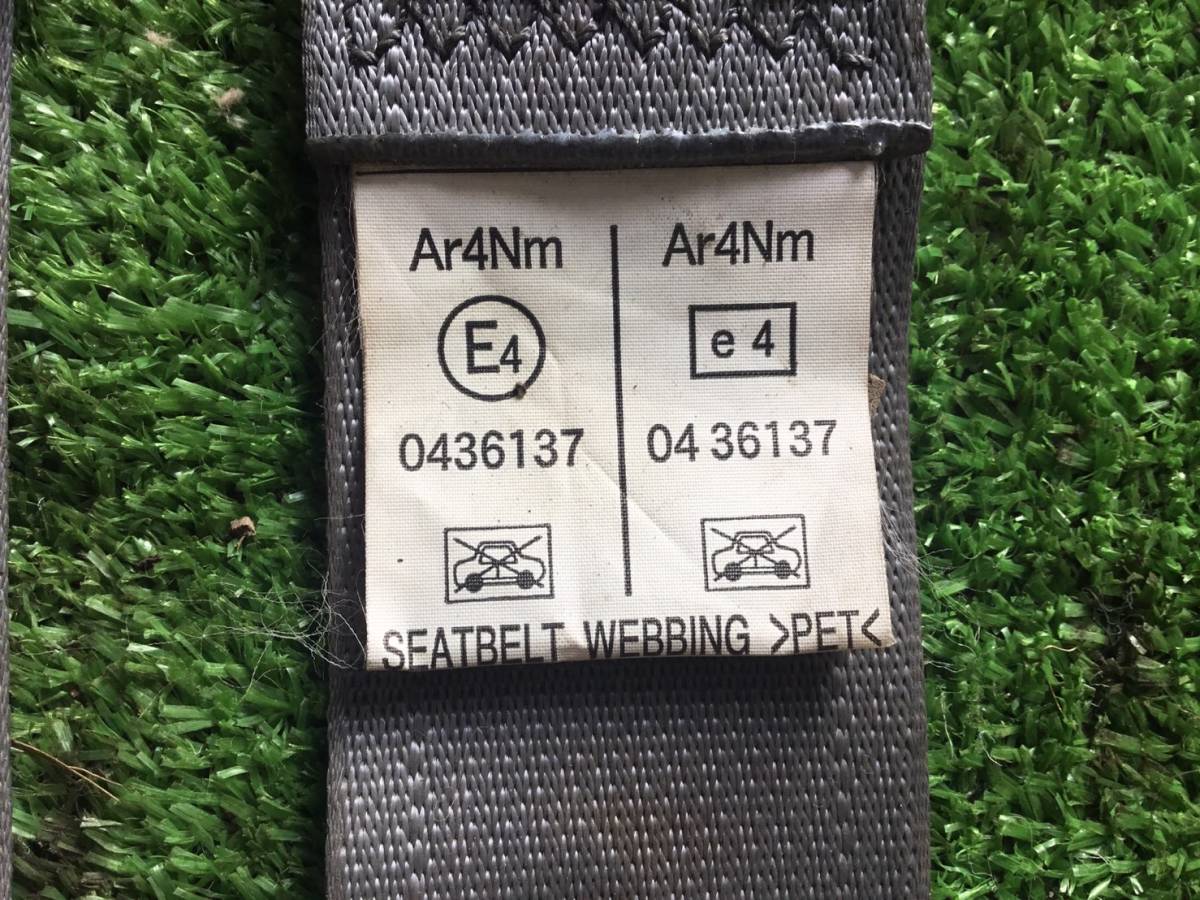 Ar4Nm
E4
0436137
Ar4Nm
e 4
04 36137
SEATBELT WEBBING >PET<